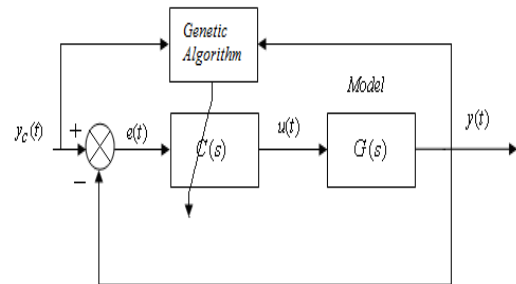 Genetic
Algorithm
Model
y_c(t)
+
e(t)
C(s)
u(t)
G(s)
y(t)
−